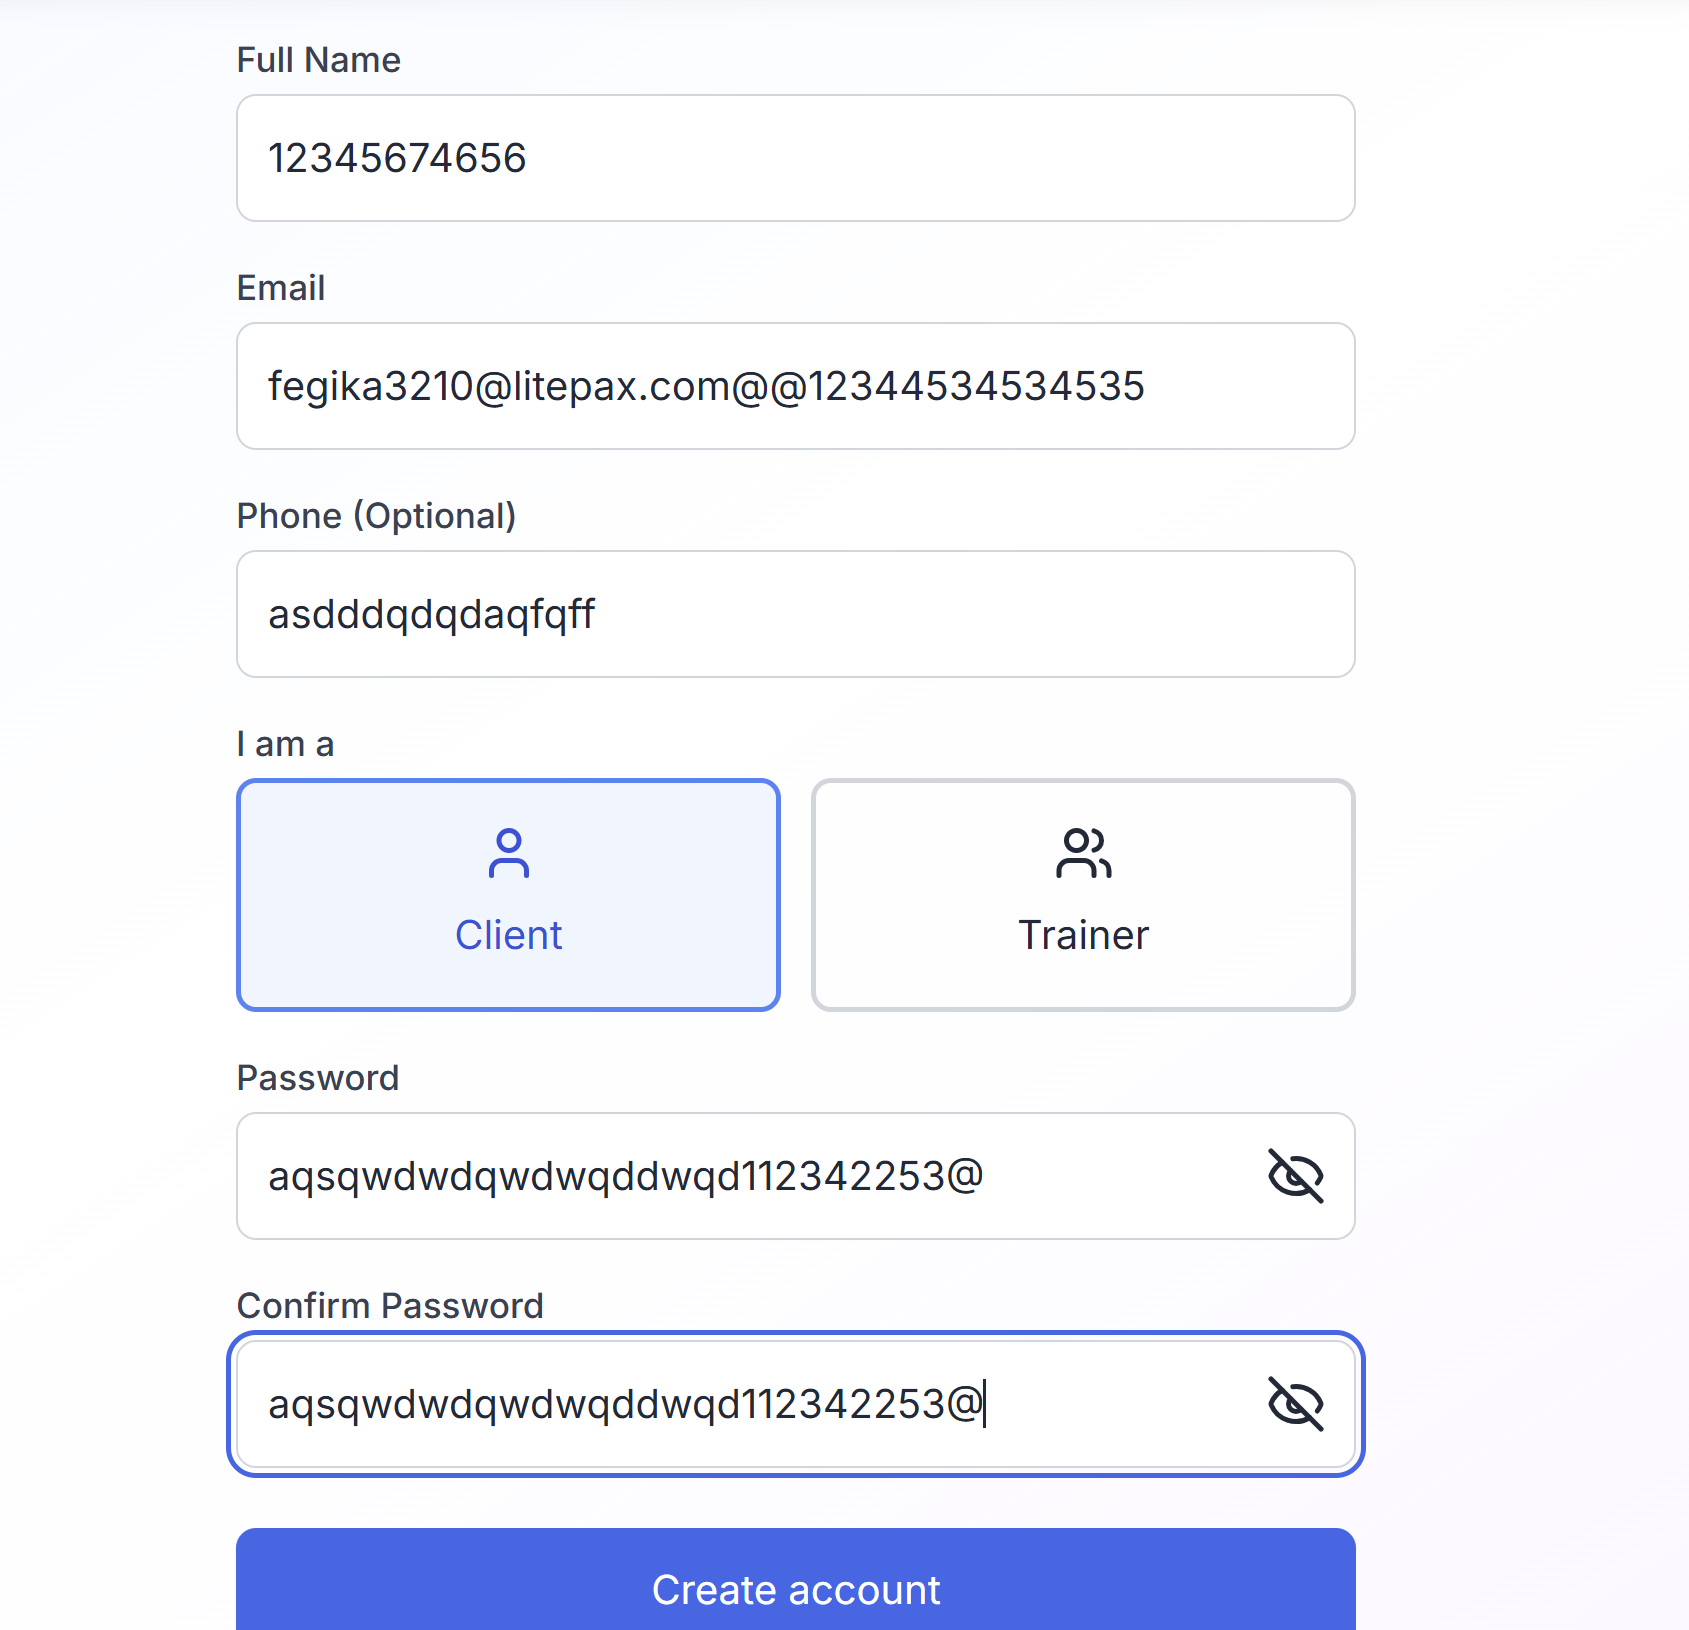 Full Name
12345674656
Email
fegika3210@litepax.com@@12344534534535
Phone (Optional)
asdddqdqdaqfqff
I am a
Client
Trainer
Password
aqsqwdwdqwdwqddwqd112342253@
Confirm Password
aqsqwdwdqwdwqddwqd112342253@
Create account